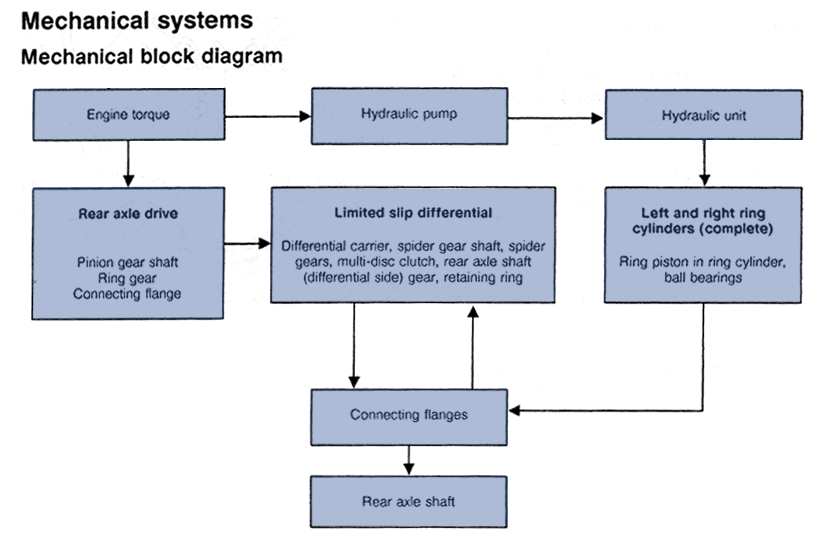 Mechanical systems
Mechanical block diagram
Engine torque
Hydraulic pump
Hydraulic unit
Rear axle drive
Pinion gear shaft
Ring gear
Connecting flange
Limited slip differential
Differential carrier, spider gear shaft, spider
gears, multi-disc clutch, rear axle shaft
(differential side) gear, retaining ring
Left and right ring
cylinders (complete)
Ring piston in ring cylinder,
ball bearings
Connecting flanges
Rear axle shaft